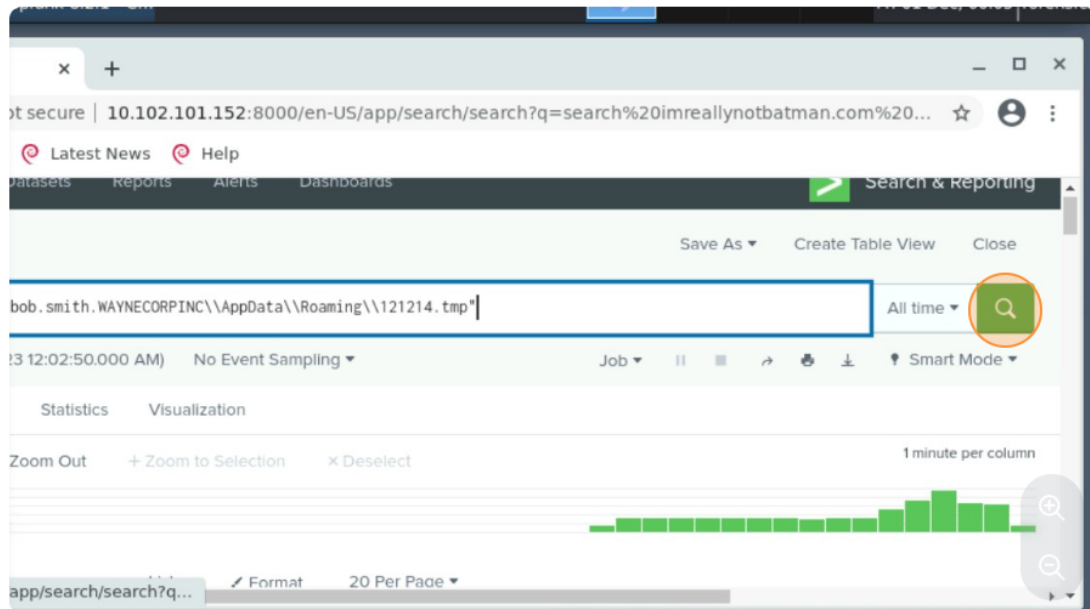 × +
ot secure | 10.102.101.152:8000/en-US/app/search/search?q=search%20imreallynotbatman.com%20...
Latest News Help
Datasets Reports Alerts Dashboards > Search & Reporting
Save As Create Table View Close
bob.smith.WAYNECORPINC\\AppData\\Roaming\\121214.tmp" All time
23 12:02:50.000 AM) No Event Sampling Job Smart Mode
Statistics Visualization
Zoom Out + Zoom to Selection × Deselect 1 minute per column
Format 20 Per Page
app/search/search?q...